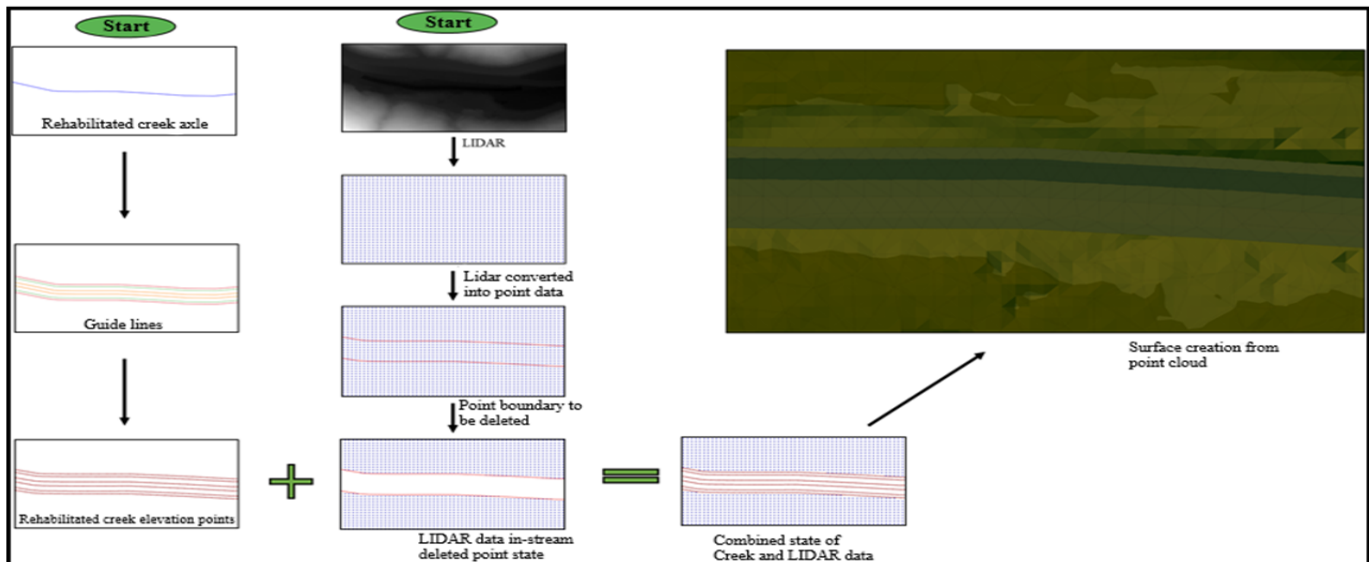 Start
Rehabilitated creek axle
Guide lines
Rehabilitated creek elevation points
Start
LIDAR
Lidar converted
into point data
Point boundary to
be deleted
LIDAR data in-stream
deleted point state
Combined state of
Creek and LIDAR data
Surface creation from
point cloud